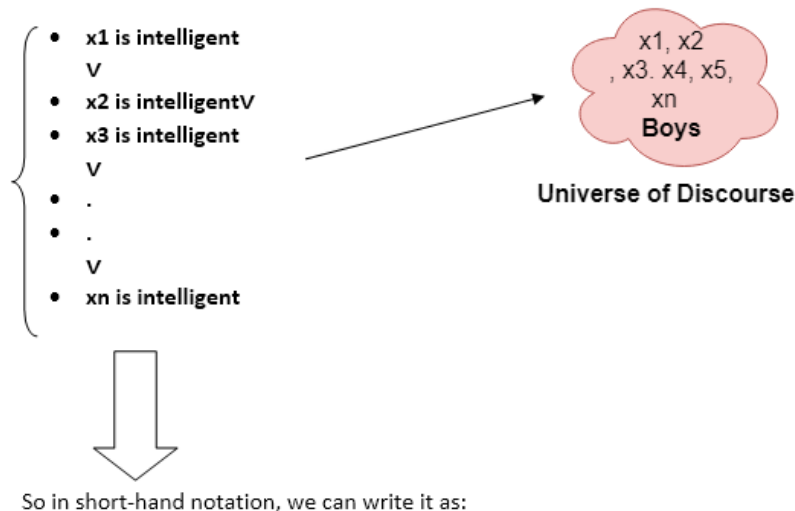 • x1 is intelligent
V
• x2 is intelligentV
• x3 is intelligent
V
• .
• .
V
• xn is intelligent
x1, x2
, x3. x4, x5,
xn
Boys
Universe of Discourse
So in short-hand notation, we can write it as: